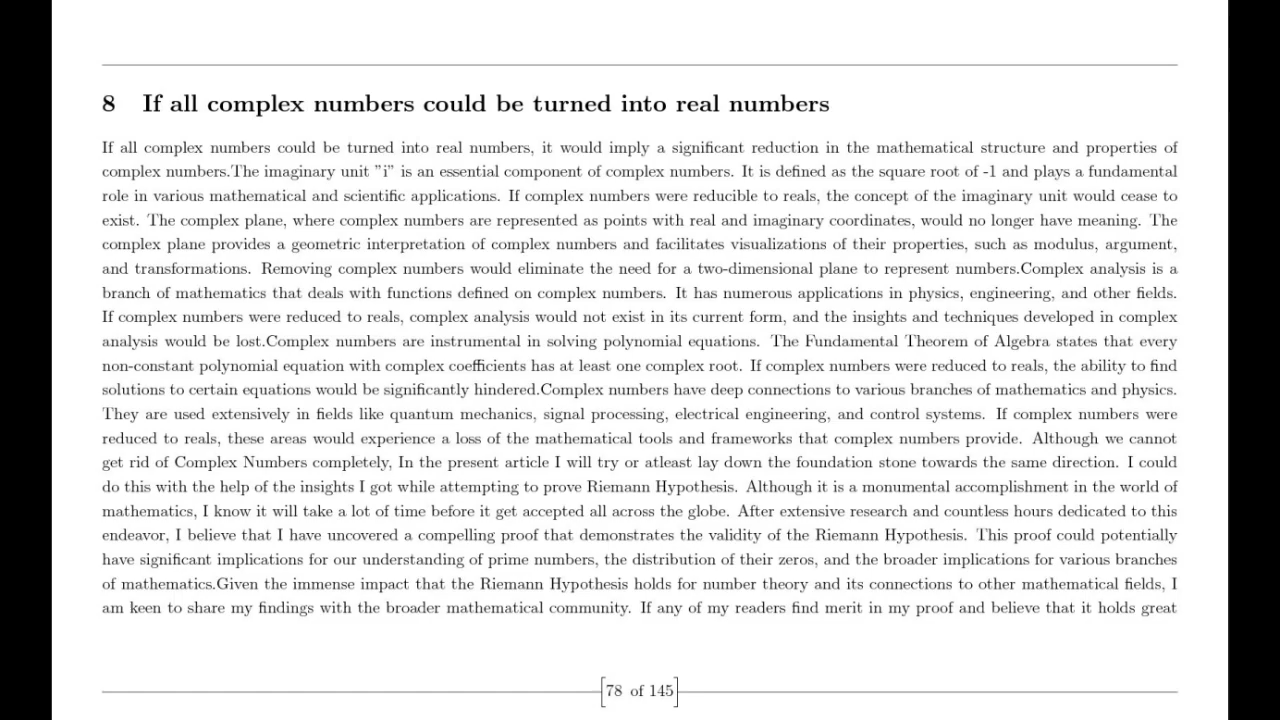 8 If all complex numbers could be turned into real numbers
If all complex numbers could be turned into real numbers, it would imply a significant reduction in the mathematical structure and properties of
complex numbers.The imaginary unit "i" is an essential component of complex numbers. It is defined as the square root of -1 and plays a fundamental
role in various mathematical and scientific applications. If complex numbers were reducible to reals, the concept of the imaginary unit would cease to
exist. The complex plane, where complex numbers are represented as points with real and imaginary coordinates, would no longer have meaning. The
complex plane provides a geometric interpretation of complex numbers and facilitates visualizations of their properties, such as modulus, argument,
and transformations. Removing complex numbers would eliminate the need for a two-dimensional plane to represent numbers.Complex analysis is a
branch of mathematics that deals with functions defined on complex numbers. It has numerous applications in physics, engineering, and other fields.
If complex numbers were reduced to reals, complex analysis would not exist in its current form, and the insights and techniques developed in complex
analysis would be lost.Complex numbers are instrumental in solving polynomial equations. The Fundamental Theorem of Algebra states that every
non-constant polynomial equation with complex coefficients has at least one complex root. If complex numbers were reduced to reals, the ability to find
solutions to certain equations would be significantly hindered.Complex numbers have deep connections to various branches of mathematics and physics.
They are used extensively in fields like quantum mechanics, signal processing, electrical engineering, and control systems. If complex numbers were
reduced to reals, these areas would experience a loss of the mathematical tools and frameworks that complex numbers provide. Although we cannot
get rid of Complex Numbers completely, In the present article I will try or atleast lay down the foundation stone towards the same direction. I could
do this with the help of the insights I got while attempting to prove Riemann Hypothesis. Although it is a monumental accomplishment in the world of
mathematics, I know it will take a lot of time before it get accepted all across the globe. After extensive research and countless hours dedicated to this
endeavor, I believe that I have uncovered a compelling proof that demonstrates the validity of the Riemann Hypothesis. This proof could potentially
have significant implications for our understanding of prime numbers, the distribution of their zeros, and the broader implications for various branches
of mathematics.Given the immense impact that the Riemann Hypothesis holds for number theory and its connections to other mathematical fields, I
am keen to share my findings with the broader mathematical community. If any of my readers find merit in my proof and believe that it holds great
[78 of 145]